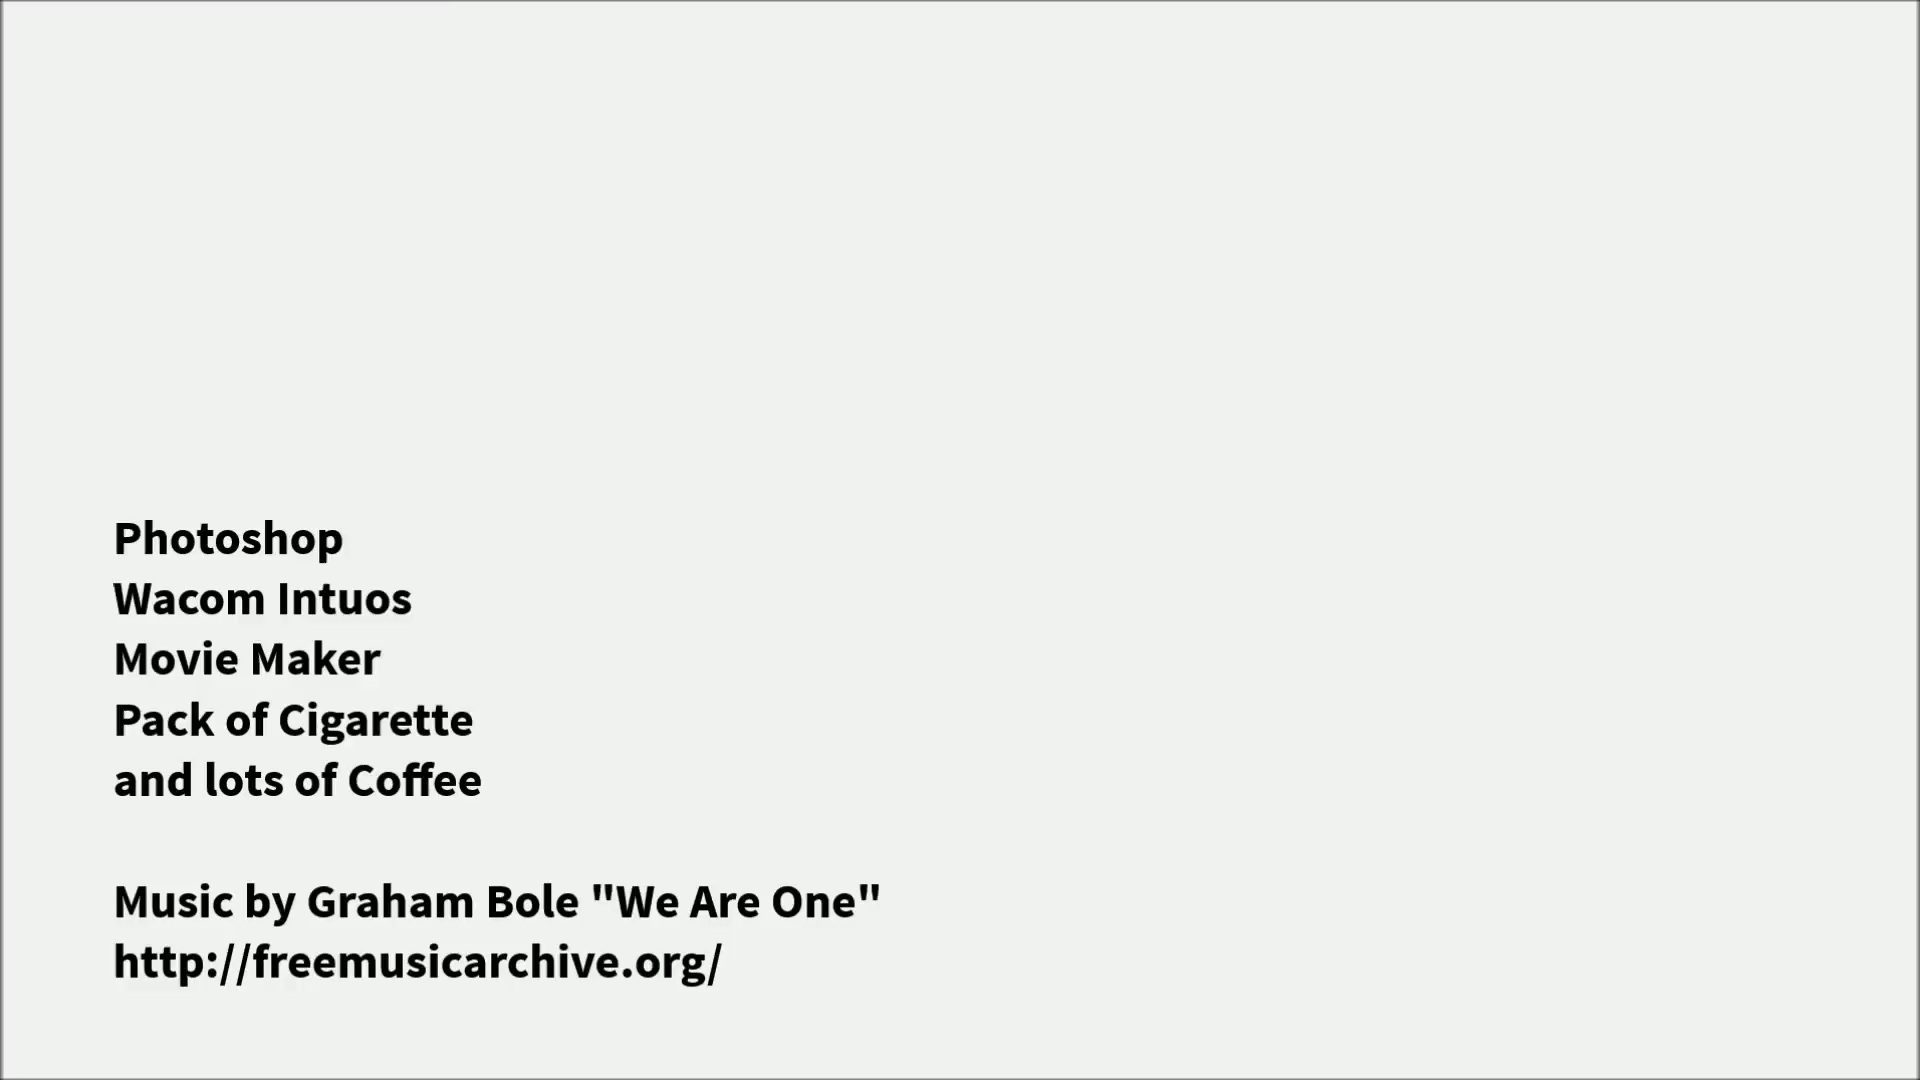 Photoshop
Wacom Intuos
Movie Maker
Pack of Cigarette
and lots of Coffee
Music by Graham Bole "We Are One"
http://freemusicarchive.org/